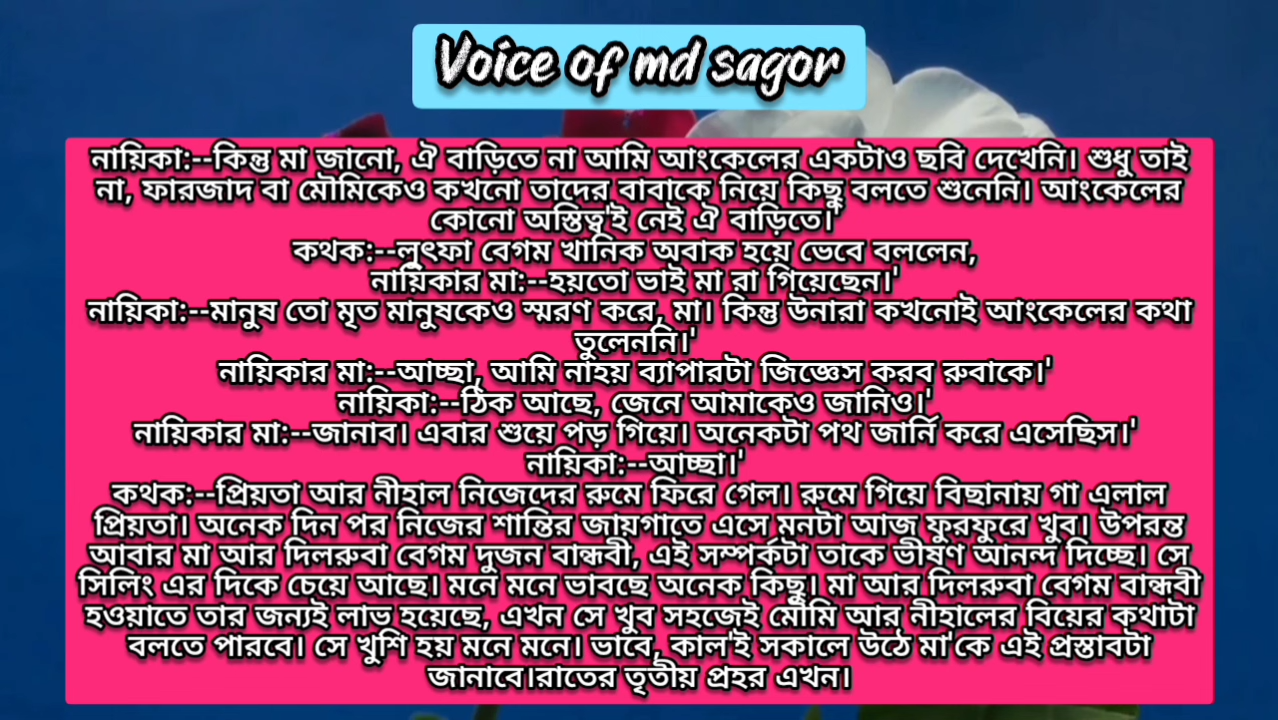 Voice of md sagor
নায়িকা:--কিন্তু মা জানো, ঐ বাড়িতে না আমি আংকেলের একটাও ছবি দেখেনি। শুধু তাই
না, ফারজাদ বা মৌমিকেও কখনো তাদের বাবাকে নিয়ে কিছু বলতে শুনেনি। আংকেলের
কোনো অস্তিত্ব'ই নেই ঐ বাড়িতে।'
কথক:--লুৎফা বেগম খানিক অবাক হয়ে ভেবে বললেন,
নায়িকার মা:--হয়তো ভাই মা রা গিয়েছেন।'
নায়িকা:--মানুষ তো মৃত মানুষকেও স্মরণ করে, মা। কিন্তু উনারা কখনোই আংকেলের কথা
তুলেননি।'
নায়িকার মা:--আচ্ছা, আমি নাহয় ব্যাপারটা জিজ্ঞেস করব রুবাকে।'
নায়িকা:--ঠিক আছে, জেনে আমাকেও জানিও।'
নায়িকার মা:--জানাব। এবার শুয়ে পড় গিয়ে। অনেকটা পথ জার্নি করে এসেছিস।'
নায়িকা:--আচ্ছা।'
কথক:--প্রিয়তা আর নীহাল নিজেদের রুমে ফিরে গেল। রুমে গিয়ে বিছানায় গা এলাল
প্রিয়তা। অনেক দিন পর নিজের শান্তির জায়গাতে এসে মনটা আজ ফুরফুরে খুব। উপরন্ত
আবার মা আর দিলরুবা বেগম দুজন বান্ধবী, এই সম্পর্কটা তাকে ভীষণ আনন্দ দিচ্ছে। সে
সিলিং এর দিকে চেয়ে আছে। মনে মনে ভাবছে অনেক কিছু। মা আর দিলরুবা বেগম বান্ধবী
হওয়াতে তার জন্যই লাভ হয়েছে, এখন সে খুব সহজেই মৌমি আর নীহালের বিয়ের কথাটা
বলতে পারবে। সে খুশি হয় মনে মনে। ভাবে, কাল'ই সকালে উঠে মা'কে এই প্রস্তাবটা
জানাবে।রাতের তৃতীয় প্রহর এখন।